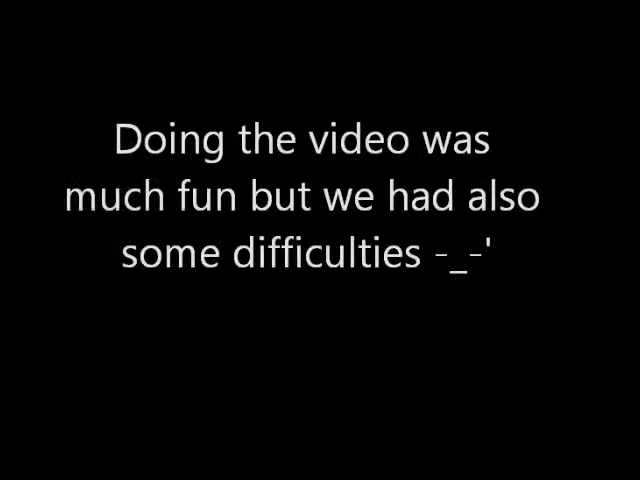 Doing the video was
much fun but we had also
some difficulties -_-'